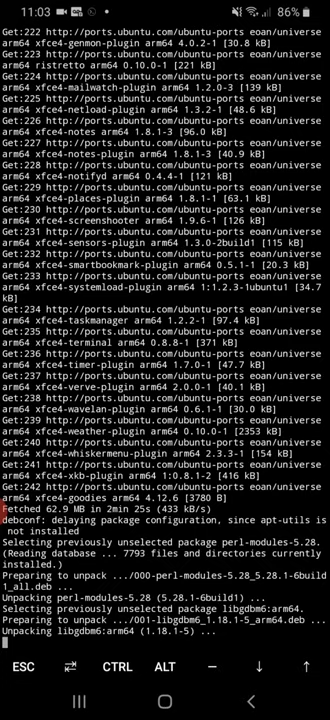 11:03 86%
Get:222 http://ports.ubuntu.com/ubuntu-ports eoan/universe
arm64 xfce4-genmon-plugin arm64 4.0.2-1 [30.8 kB]
Get:223 http://ports.ubuntu.com/ubuntu-ports eoan/universe
arm64 ristretto arm64 0.10.0-1 [221 kB]
Get:224 http://ports.ubuntu.com/ubuntu-ports eoan/universe
arm64 xfce4-mailwatch-plugin arm64 1.2.0-3 [139 kB]
Get:225 http://ports.ubuntu.com/ubuntu-ports eoan/universe
arm64 xfce4-netload-plugin arm64 1.3.2-1 [48.6 kB]
Get:226 http://ports.ubuntu.com/ubuntu-ports eoan/universe
arm64 xfce4-notes arm64 1.8.1-3 [96.0 kB]
Get:227 http://ports.ubuntu.com/ubuntu-ports eoan/universe
arm64 xfce4-notes-plugin arm64 1.8.1-3 [40.9 kB]
Get:228 http://ports.ubuntu.com/ubuntu-ports eoan/universe
arm64 xfce4-notifyd arm64 0.4.4-1 [121 kB]
Get:229 http://ports.ubuntu.com/ubuntu-ports eoan/universe
arm64 xfce4-places-plugin arm64 1.8.1-1 [63.1 kB]
Get:230 http://ports.ubuntu.com/ubuntu-ports eoan/universe
arm64 xfce4-screenshooter arm64 1.9.6-1 [126 kB]
Get:231 http://ports.ubuntu.com/ubuntu-ports eoan/universe
arm64 xfce4-sensors-plugin arm64 1.3.0-2build1 [115 kB]
Get:232 http://ports.ubuntu.com/ubuntu-ports eoan/universe
arm64 xfce4-smartbookmark-plugin arm64 0.5.1-1 [20.3 kB]
Get:233 http://ports.ubuntu.com/ubuntu-ports eoan/universe
arm64 xfce4-systemload-plugin arm64 1:1.2.3-1ubuntu1 [34.7
kB]
Get:234 http://ports.ubuntu.com/ubuntu-ports eoan/universe
arm64 xfce4-taskmanager arm64 1.2.2-1 [97.4 kB]
Get:235 http://ports.ubuntu.com/ubuntu-ports eoan/universe
arm64 xfce4-terminal arm64 0.8.8-1 [371 kB]
Get:236 http://ports.ubuntu.com/ubuntu-ports eoan/universe
arm64 xfce4-timer-plugin arm64 1.7.0-1 [47.7 kB]
Get:237 http://ports.ubuntu.com/ubuntu-ports eoan/universe
arm64 xfce4-verve-plugin arm64 2.0.0-1 [40.1 kB]
Get:238 http://ports.ubuntu.com/ubuntu-ports eoan/universe
arm64 xfce4-wavelan-plugin arm64 0.6.1-1 [30.0 kB]
Get:239 http://ports.ubuntu.com/ubuntu-ports eoan/universe
arm64 xfce4-weather-plugin arm64 0.10.0-1 [2353 kB]
Get:240 http://ports.ubuntu.com/ubuntu-ports eoan/universe
arm64 xfce4-whiskermenu-plugin arm64 2.3.3-1 [154 kB]
Get:241 http://ports.ubuntu.com/ubuntu-ports eoan/universe
arm64 xfce4-xkb-plugin arm64 1:0.8.1-2 [416 kB]
Get:242 http://ports.ubuntu.com/ubuntu-ports eoan/universe
arm64 xfce4-goodies arm64 4.12.6 [3780 B]
Fetched 62.9 MB in 2min 25s (433 kB/s)
debconf: delaying package configuration, since apt-utils is
not installed
Selecting previously unselected package perl-modules-5.28.
(Reading database ... 7793 files and directories currently
installed.)
Preparing to unpack .../000-perl-modules-5.28_5.28.1-6build
1_all.deb ...
Unpacking perl-modules-5.28 (5.28.1-6build1) ...
Selecting previously unselected package libgdbm6:arm64.
Preparing to unpack .../001-libgdbm6_1.18.1-5_arm64.deb ...
Unpacking libgdbm6:arm64 (1.18.1-5) ...
ESC CTRL ALT − ↓ ↑